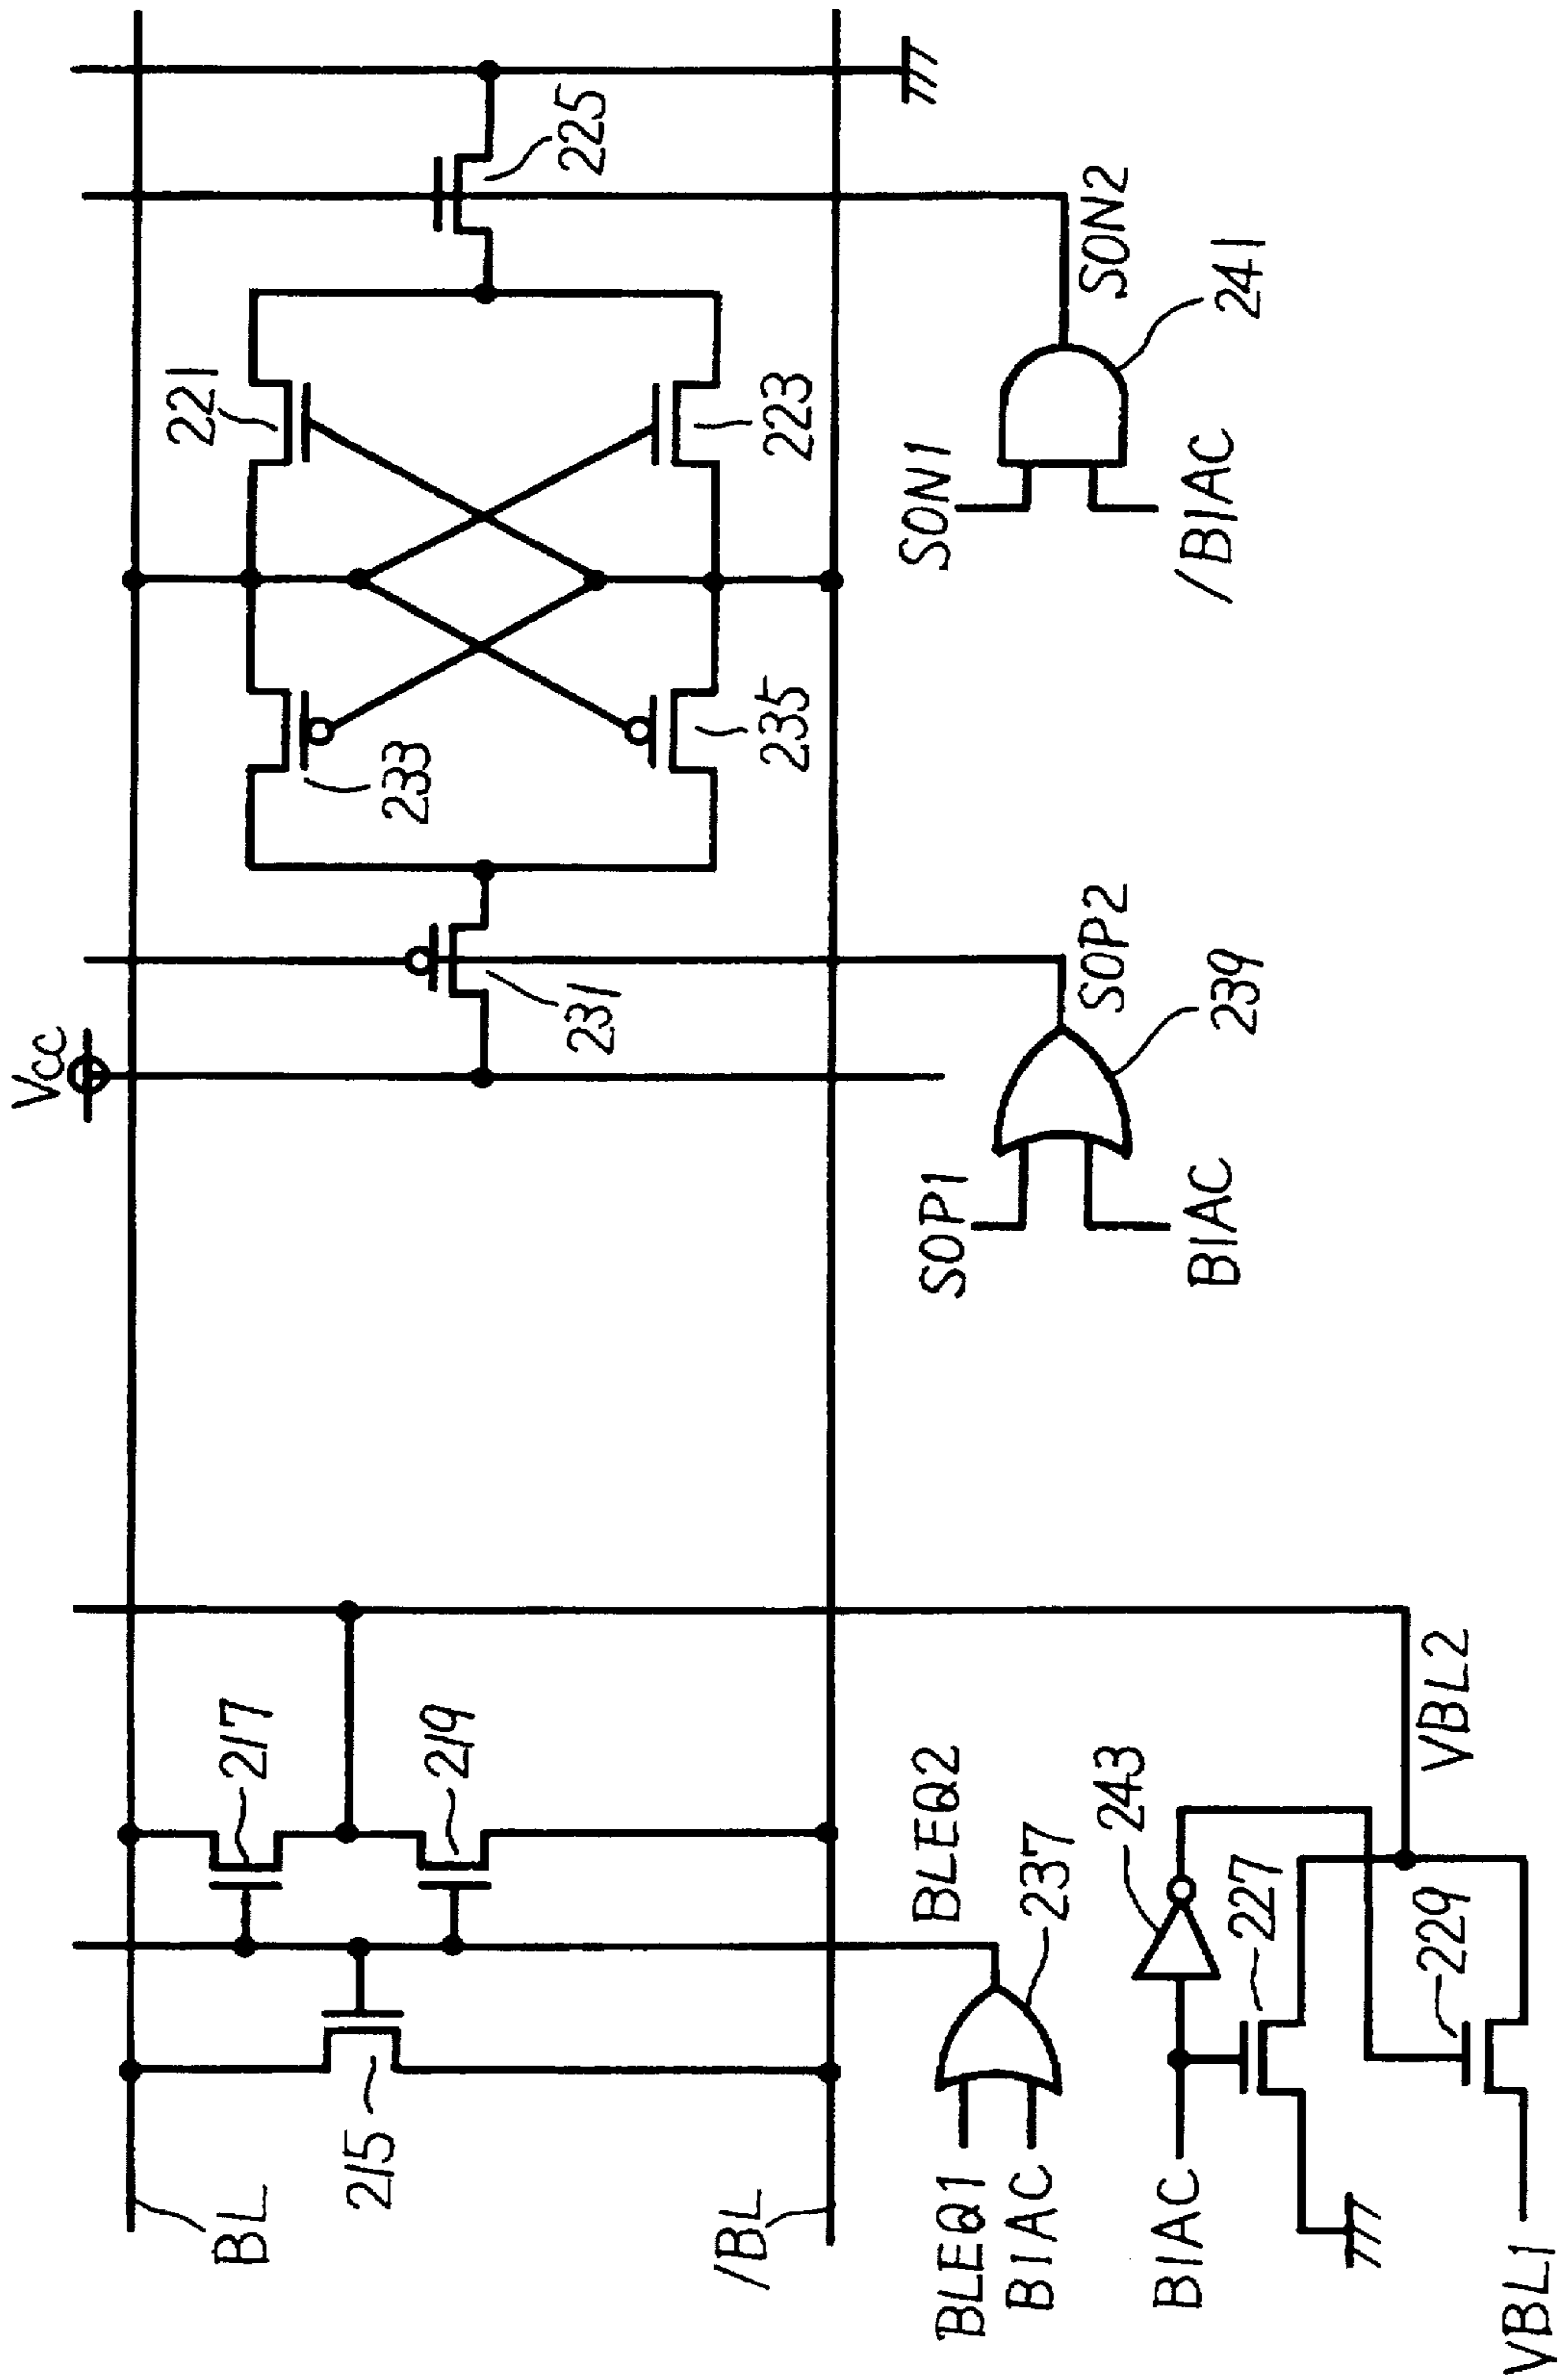 Vcc
225
221
223
SON2
241
SON1
/BIAC
233
235
231
SOP2
239
SOP1
BIAC
217
219
215
BL
/BL
BLEQ2
237
BLEQ1
BIAC
243
227
229
VBL2
BIAC
VBL1